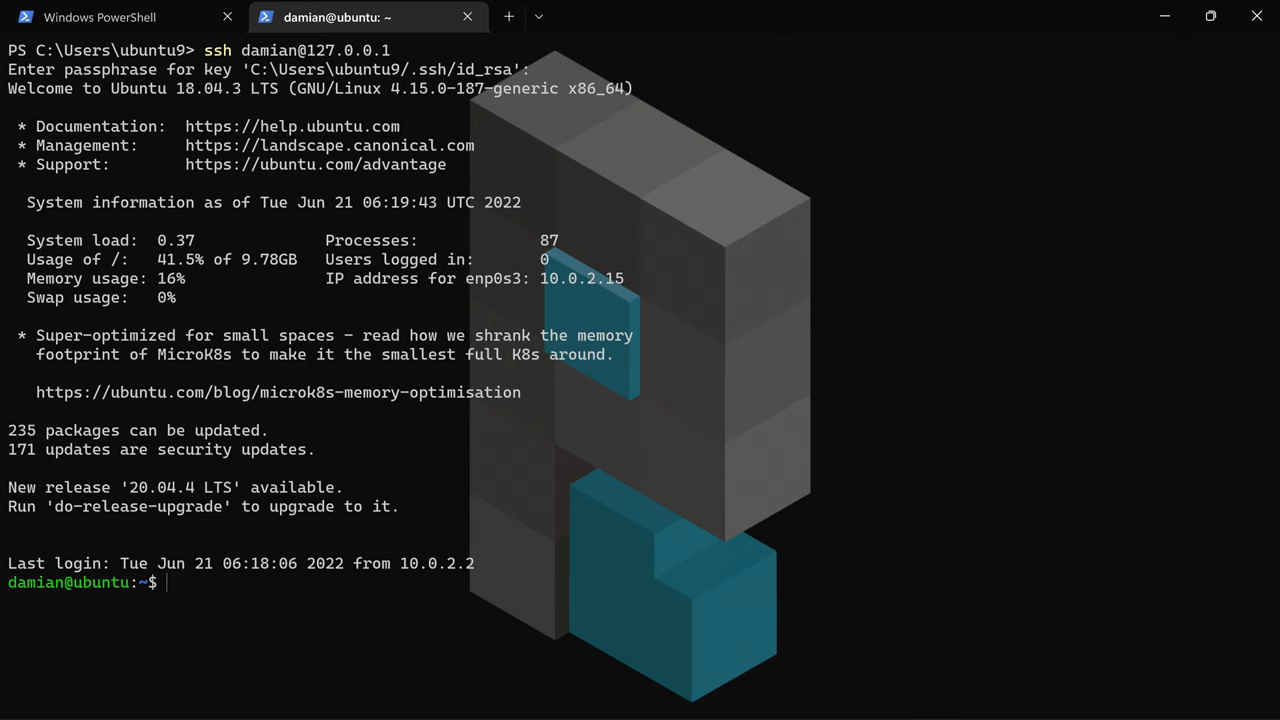 Windows PowerShell
damian@ubuntu: ~
PS C:\Users\ubuntu9> ssh damian@127.0.0.1
Enter passphrase for key 'C:\Users\ubuntu9/.ssh/id_rsa':
Welcome to Ubuntu 18.04.3 LTS (GNU/Linux 4.15.0-187-generic x86_64)
* Documentation:  https://help.ubuntu.com
* Management:     https://landscape.canonical.com
* Support:        https://ubuntu.com/advantage
System information as of Tue Jun 21 06:19:43 UTC 2022
System load:  0.37              Processes:             87
Usage of /:   41.5% of 9.78GB   Users logged in:       0
Memory usage: 16%               IP address for enp0s3: 10.0.2.15
Swap usage:   0%
* Super-optimized for small spaces - read how we shrank the memory
footprint of MicroK8s to make it the smallest full K8s around.
https://ubuntu.com/blog/microk8s-memory-optimisation
235 packages can be updated.
171 updates are security updates.
New release '20.04.4 LTS' available.
Run 'do-release-upgrade' to upgrade to it.
Last login: Tue Jun 21 06:18:06 2022 from 10.0.2.2
damian@ubuntu:~$